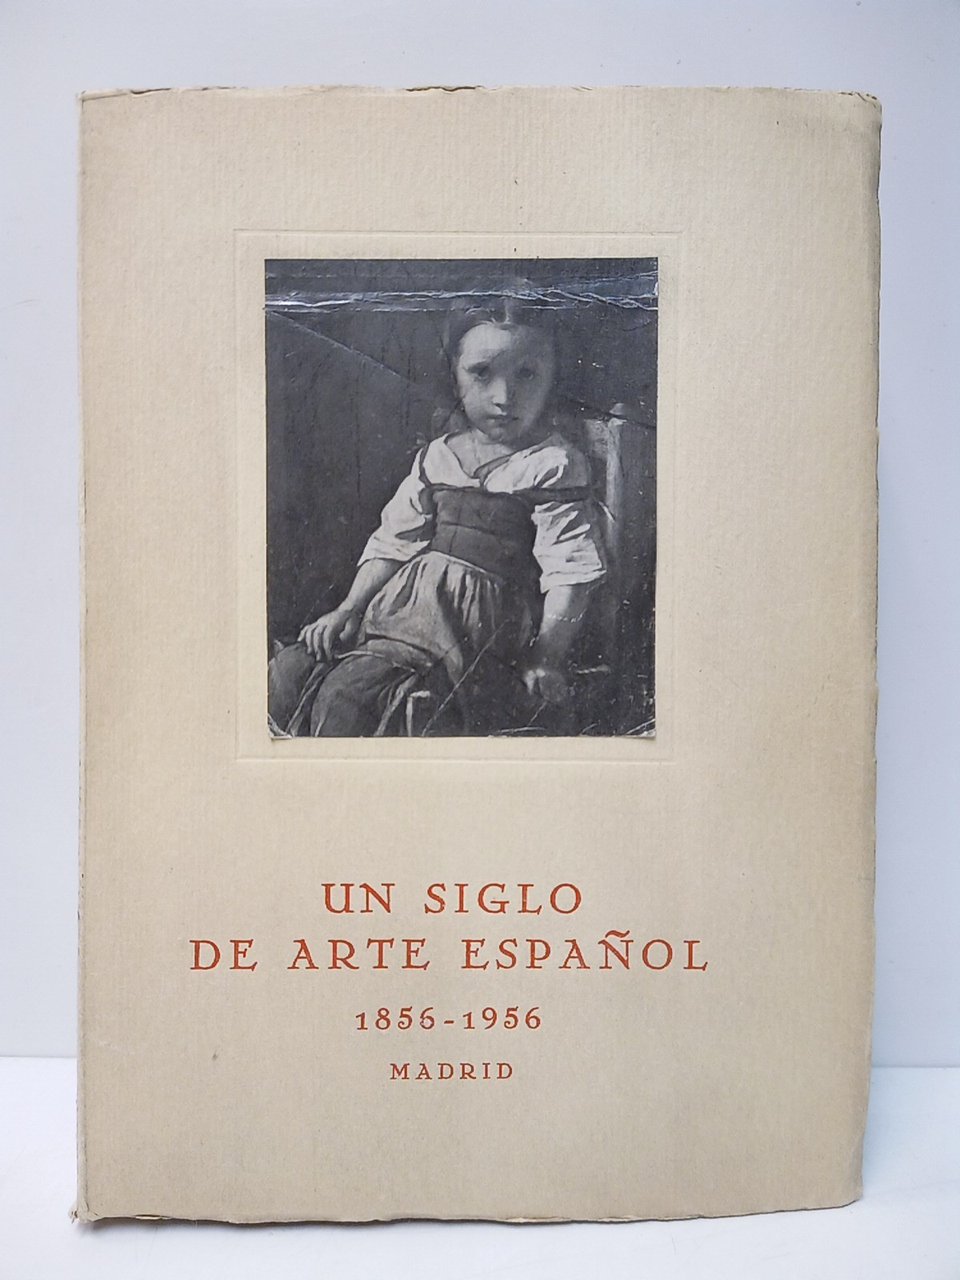 UN SIGLO
DE ARTE ESPAÑOL
1856-1956
MADRID